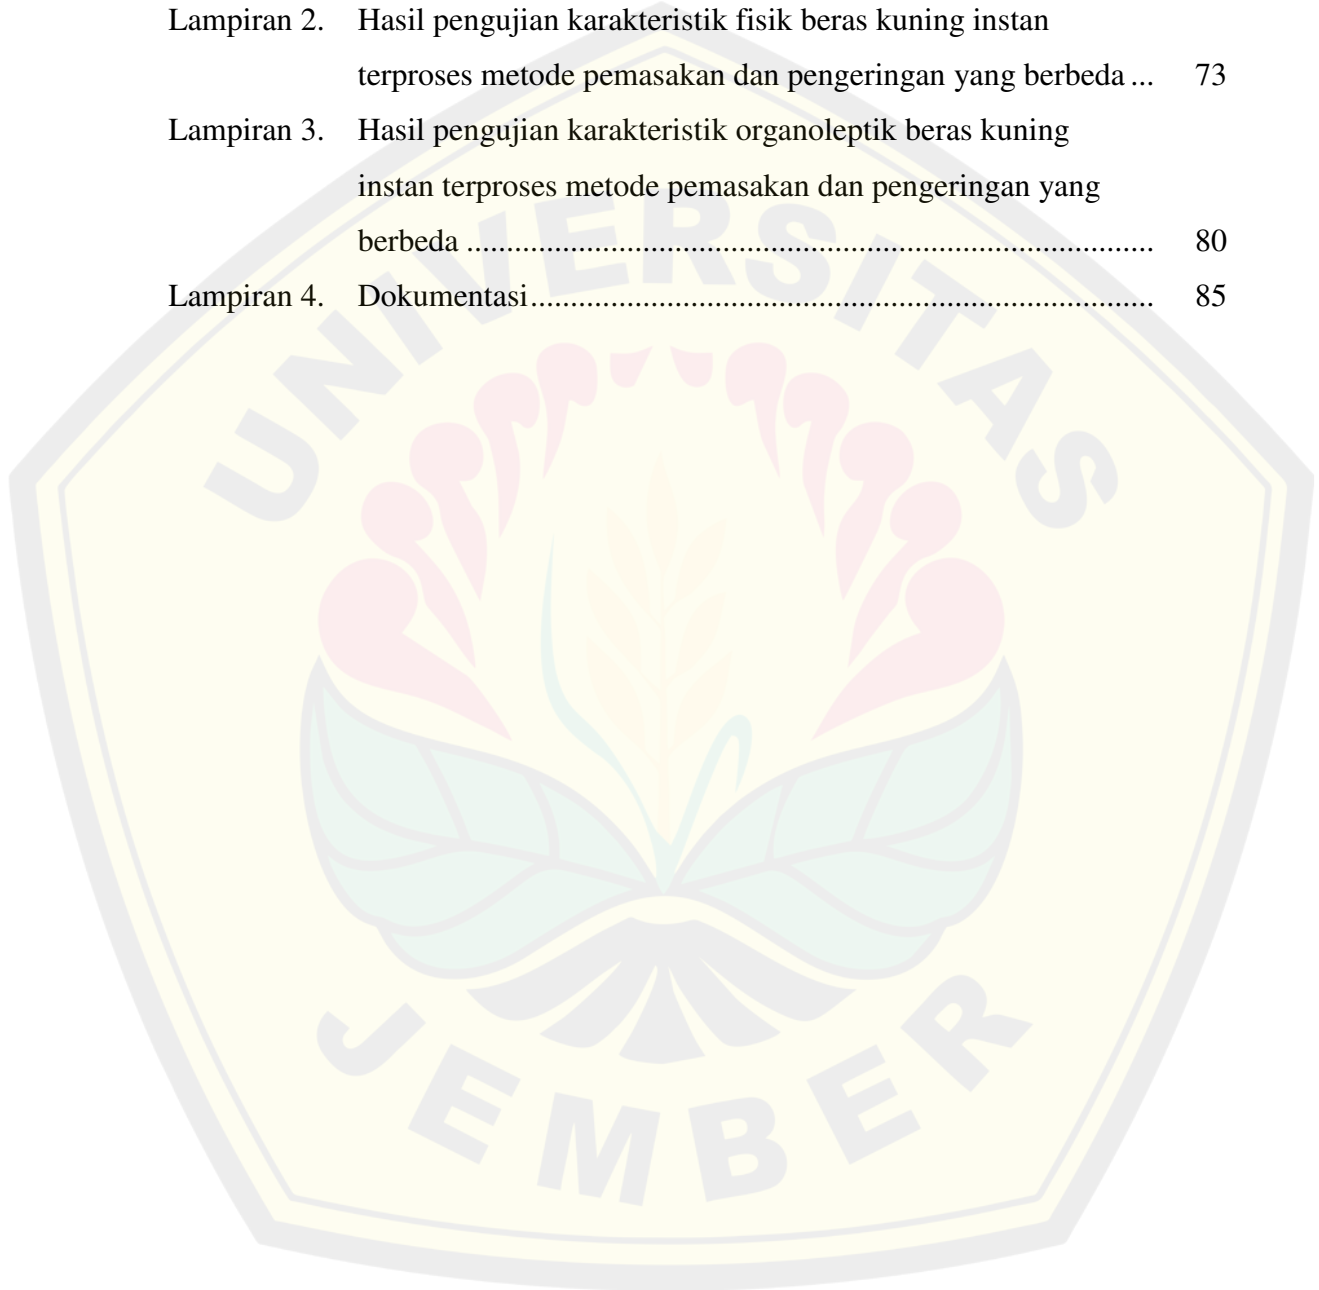 Lampiran 2. Hasil pengujian karakteristik fisik beras kuning instan
terproses metode pemasakan dan pengeringan yang berbeda ... 73
Lampiran 3. Hasil pengujian karakteristik organoleptik beras kuning
instan terproses metode pemasakan dan pengeringan yang
berbeda ....................................................................................... 80
Lampiran 4. Dokumentasi............................................................................... 85
UNIVERSITAS
JEMBER